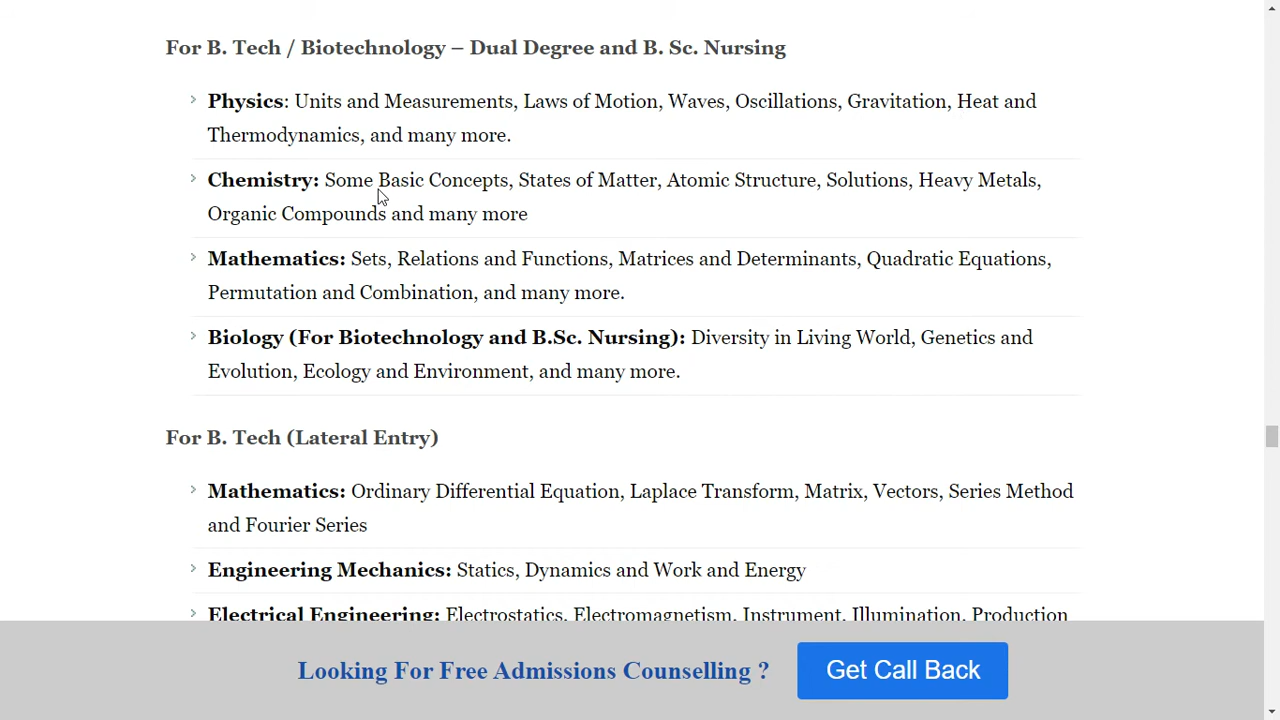 For B. Tech / Biotechnology – Dual Degree and B. Sc. Nursing
Physics: Units and Measurements, Laws of Motion, Waves, Oscillations, Gravitation, Heat and
Thermodynamics, and many more.
Chemistry: Some Basic Concepts, States of Matter, Atomic Structure, Solutions, Heavy Metals,
Organic Compounds and many more
Mathematics: Sets, Relations and Functions, Matrices and Determinants, Quadratic Equations,
Permutation and Combination, and many more.
Biology (For Biotechnology and B.Sc. Nursing): Diversity in Living World, Genetics and
Evolution, Ecology and Environment, and many more.
For B. Tech (Lateral Entry)
Mathematics: Ordinary Differential Equation, Laplace Transform, Matrix, Vectors, Series Method
and Fourier Series
Engineering Mechanics: Statics, Dynamics and Work and Energy
Electrical Engineering: Electrostatics, Electromagnetism, Instrument, Illumination, Production
Looking For Free Admissions Counselling ?
Get Call Back